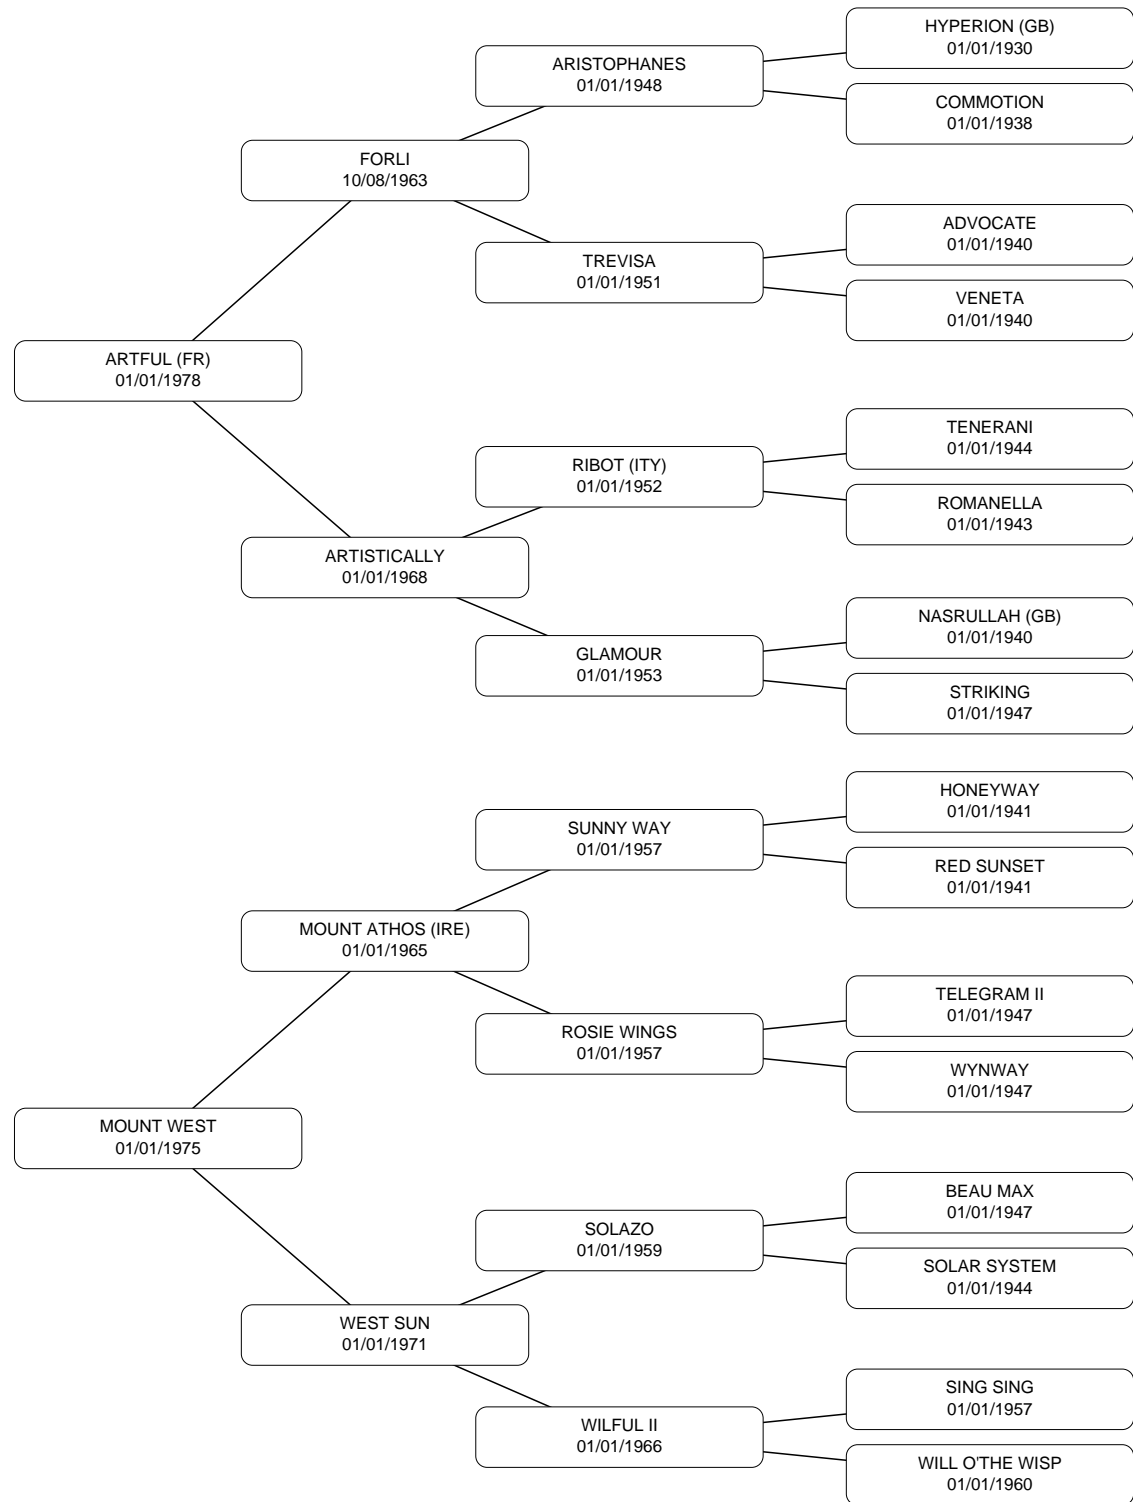 HYPERION (GB)
01/01/1930
ARISTOPHANES
01/01/1948
COMMOTION
01/01/1938
FORLI
10/08/1963
ADVOCATE
01/01/1940
TREVISA
01/01/1951
VENETA
01/01/1940
ARTFUL (FR)
01/01/1978
TENERANI
01/01/1944
RIBOT (ITY)
01/01/1952
ROMANELLA
01/01/1943
ARTISTICALLY
01/01/1968
NASRULLAH (GB)
01/01/1940
GLAMOUR
01/01/1953
STRIKING
01/01/1947
HONEYWAY
01/01/1941
SUNNY WAY
01/01/1957
RED SUNSET
01/01/1941
MOUNT ATHOS (IRE)
01/01/1965
TELEGRAM II
01/01/1947
ROSIE WINGS
01/01/1957
WYNWAY
01/01/1947
MOUNT WEST
01/01/1975
BEAU MAX
01/01/1947
SOLAZO
01/01/1959
SOLAR SYSTEM
01/01/1944
WEST SUN
01/01/1971
SING SING
01/01/1957
WILFUL II
01/01/1966
WILL O'THE WISP
01/01/1960